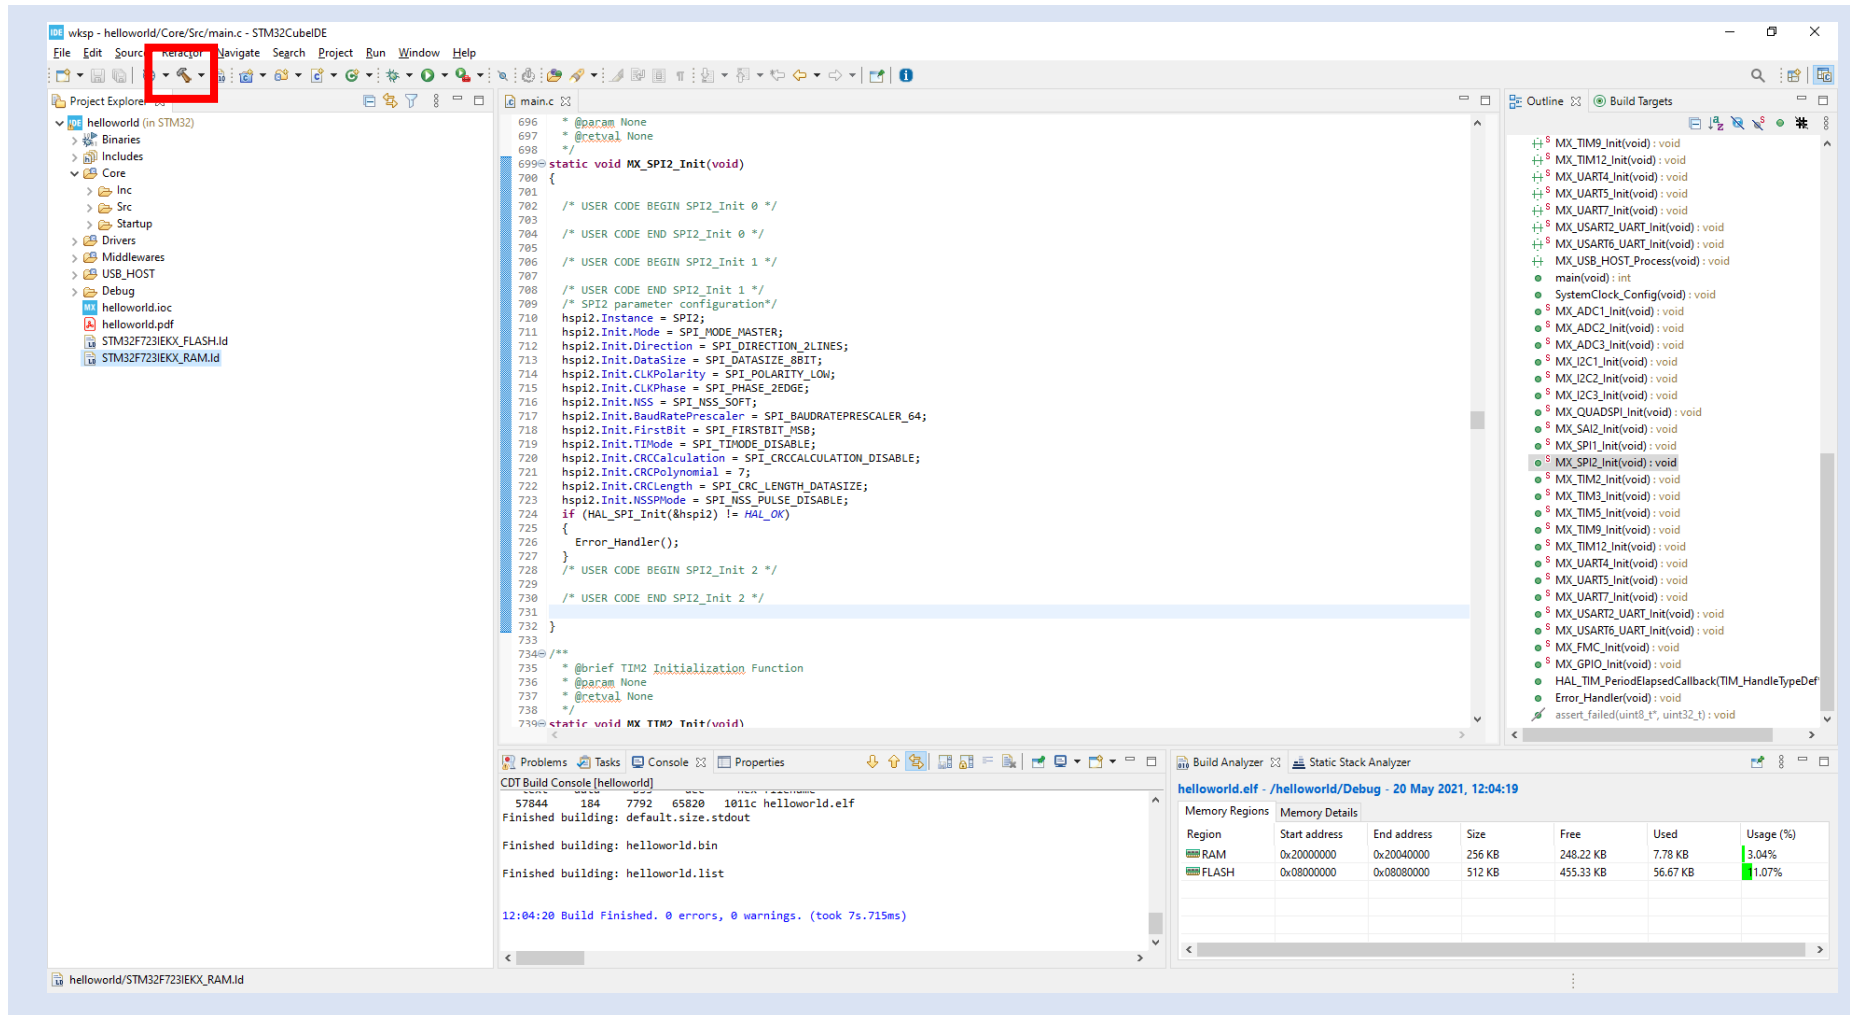 IDE wksp - helloworld/Core/Src/main.c - STM32CubeIDE
File Edit Source Refactor Navigate Search Project Run Window Help
Project Explorer
helloworld (in STM32)
Binaries
Includes
Core
Inc
Src
Startup
Drivers
Middlewares
USB_HOST
Debug
MX helloworld.ioc
helloworld.pdf
STM32F723IEKX_FLASH.ld
STM32F723IEKX_RAM.ld
main.c
696 * @param None
697 * @retval None
698 */
699 static void MX_SPI2_Init(void)
700 {
701
702 /* USER CODE BEGIN SPI2_Init 0 */
703
704 /* USER CODE END SPI2_Init 0 */
705
706 /* USER CODE BEGIN SPI2_Init 1 */
707
708 /* USER CODE END SPI2_Init 1 */
709 /* SPI2 parameter configuration*/
710 hspi2.Instance = SPI2;
711 hspi2.Init.Mode = SPI_MODE_MASTER;
712 hspi2.Init.Direction = SPI_DIRECTION_2LINES;
713 hspi2.Init.DataSize = SPI_DATASIZE_8BIT;
714 hspi2.Init.CLKPolarity = SPI_POLARITY_LOW;
715 hspi2.Init.CLKPhase = SPI_PHASE_2EDGE;
716 hspi2.Init.NSS = SPI_NSS_SOFT;
717 hspi2.Init.BaudRatePrescaler = SPI_BAUDRATEPRESCALER_64;
718 hspi2.Init.FirstBit = SPI_FIRSTBIT_MSB;
719 hspi2.Init.TIMode = SPI_TIMODE_DISABLE;
720 hspi2.Init.CRCCalculation = SPI_CRCCALCULATION_DISABLE;
721 hspi2.Init.CRCPolynomial = 7;
722 hspi2.Init.CRCLength = SPI_CRC_LENGTH_DATASIZE;
723 hspi2.Init.NSSPMode = SPI_NSS_PULSE_DISABLE;
724 if (HAL_SPI_Init(&hspi2) != HAL_OK)
725 {
726 Error_Handler();
727 }
728 /* USER CODE BEGIN SPI2_Init 2 */
729
730 /* USER CODE END SPI2_Init 2 */
731
732 }
733
734 /**
735 * @brief TIM2 Initialization Function
736 * @param None
737 * @retval None
738 */
739 static void MX_TIM2_Init(void)
Outline Build Targets
MX_TIM9_Init(void) : void
MX_TIM12_Init(void) : void
MX_UART4_Init(void) : void
MX_UART5_Init(void) : void
MX_UART7_Init(void) : void
MX_USART2_UART_Init(void) : void
MX_USART6_UART_Init(void) : void
MX_USB_HOST_Process(void) : void
main(void) : int
SystemClock_Config(void) : void
MX_ADC1_Init(void) : void
MX_ADC2_Init(void) : void
MX_ADC3_Init(void) : void
MX_I2C1_Init(void) : void
MX_I2C2_Init(void) : void
MX_I2C3_Init(void) : void
MX_QUADSPI_Init(void) : void
MX_SAI2_Init(void) : void
MX_SPI1_Init(void) : void
MX_SPI2_Init(void) : void
MX_TIM2_Init(void) : void
MX_TIM3_Init(void) : void
MX_TIM5_Init(void) : void
MX_TIM9_Init(void) : void
MX_TIM12_Init(void) : void
MX_UART4_Init(void) : void
MX_UART5_Init(void) : void
MX_UART7_Init(void) : void
MX_USART2_UART_Init(void) : void
MX_USART6_UART_Init(void) : void
MX_FMC_Init(void) : void
MX_GPIO_Init(void) : void
HAL_TIM_PeriodElapsedCallback(TIM_HandleTypeDef*
Error_Handler(void) : void
assert_failed(uint8_t*, uint32_t) : void
Problems Tasks Console Properties
CDT Build Console [helloworld]
text data bss dec hex filename
57844 184 7792 65820 1011c helloworld.elf
Finished building: default.size.stdout
Finished building: helloworld.bin
Finished building: helloworld.list
12:04:20 Build Finished. 0 errors, 0 warnings. (took 7s.715ms)
Build Analyzer Static Stack Analyzer
helloworld.elf - /helloworld/Debug - 20 May 2021, 12:04:19
Memory Regions Memory Details
Region Start address End address Size Free Used Usage (%)
RAM 0x20000000 0x20040000 256 KB 248.22 KB 7.78 KB 3.04%
FLASH 0x08000000 0x08080000 512 KB 455.33 KB 56.67 KB 11.07%
helloworld/STM32F723IEKX_RAM.ld